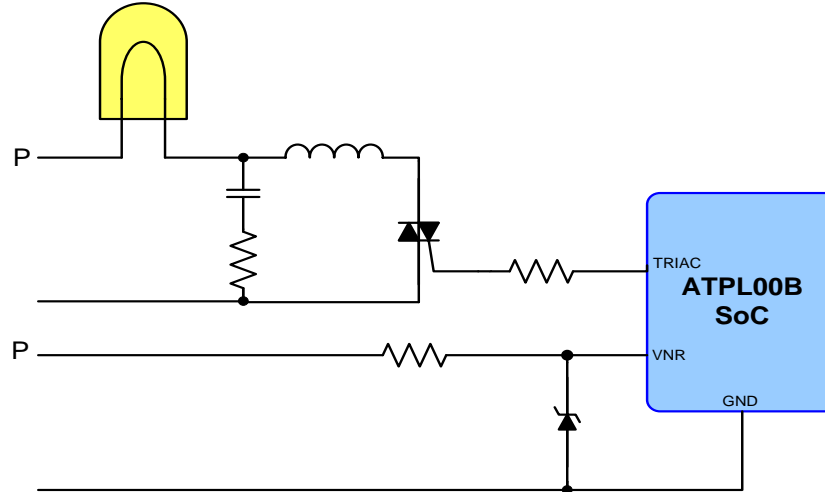 P
TRIAC
ATPL00B
SoC
P
VNR
GND